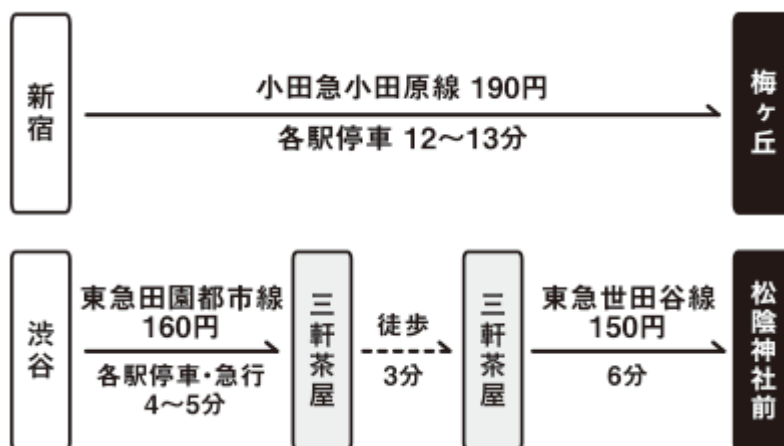 新宿
小田急小田原線 190円
各駅停車 12〜13分
梅ヶ丘
渋谷
東急田園都市線
160円
各駅停車・急行
4〜5分
三軒茶屋
徒歩
3分
三軒茶屋
東急世田谷線
150円
6分
松陰神社前